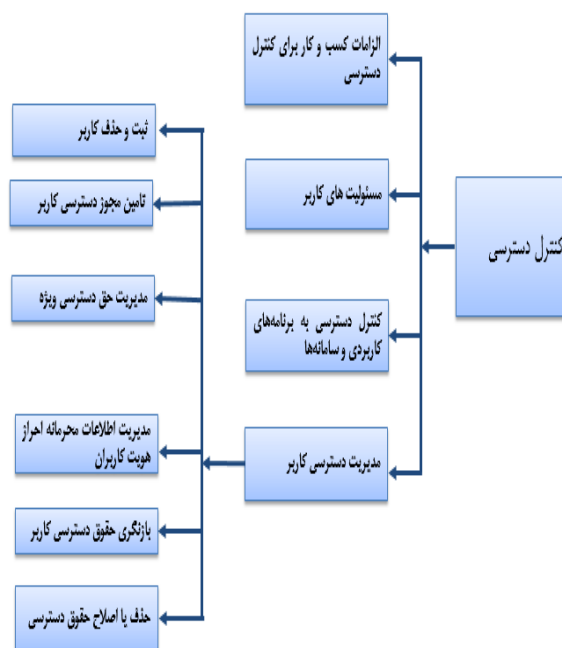 کنترل دسترسی
الزامات کسب و کار برای کنترل
دسترسی
مسئولیت های کاربر
کنترل دسترسی به برنامه‌های
کاربردی و سامانه‌ها
مدیریت دسترسی کاربر
ثبت و حذف کاربر
تامین مجوز دسترسی کاربر
مدیریت حق دسترسی ویژه
مدیریت اطلاعات محرمانه احراز
هویت کاربران
بازنگری حقوق دسترسی کاربر
حذف یا اصلاح حقوق دسترسی